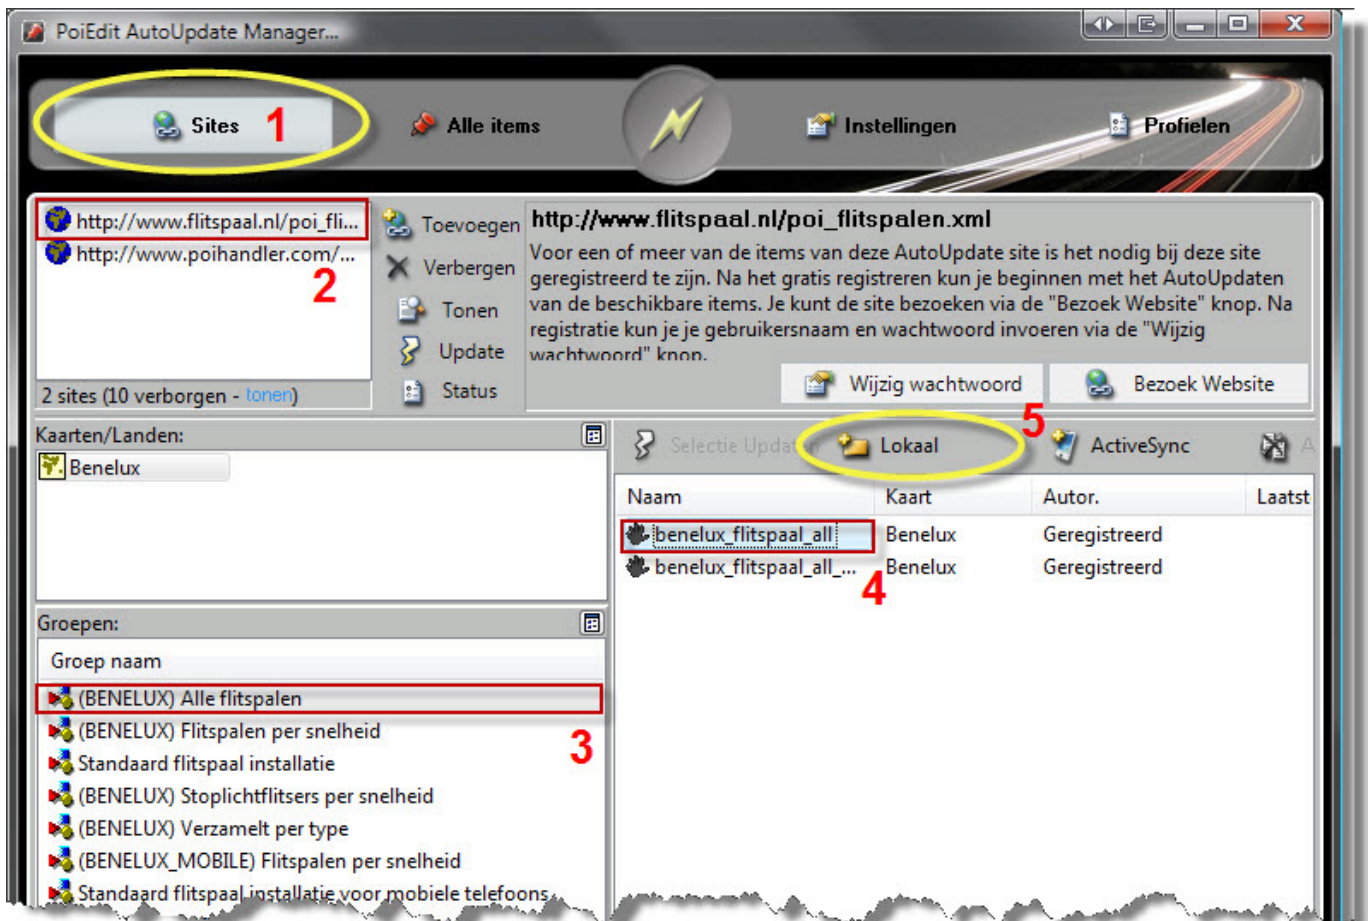 PoiEdit AutoUpdate Manager...
Sites 1
Alle items
Instellingen
Profielen
http://www.flitspaal.nl/poi_fli...
http://www.poihandler.com/...
2
2 sites (10 verborgen - tonen)
Toevoegen
Verbergen
Tonen
Update
Status
http://www.flitspaal.nl/poi_flitspalen.xml
Voor een of meer van de items van deze AutoUpdate site is het nodig bij deze site
geregistreerd te zijn. Na het gratis registreren kun je beginnen met het AutoUpdaten
van de beschikbare items. Je kunt de site bezoeken via de "Bezoek Website" knop. Na
registratie kun je je gebruikersnaam en wachtwoord invoeren via de "Wijzig
wachtwoord" knop.
Wijzig wachtwoord
Bezoek Website
Kaarten/Landen:
Benelux
Groepen:
Groep naam
(BENELUX) Alle flitspalen
(BENELUX) Flitspalen per snelheid
3
Standaard flitspaal installatie
(BENELUX) Stoplichtflitsers per snelheid
(BENELUX) Verzamelt per type
(BENELUX_MOBILE) Flitspalen per snelheid
Standaard flitspaal installatie voor mobiele telefoons
Selectie Updaten
Lokaal
5
ActiveSync
A
Naam Kaart Autor. Laatst
benelux_flitspaal_all Benelux Geregistreerd
benelux_flitspaal_all_... Benelux Geregistreerd
4